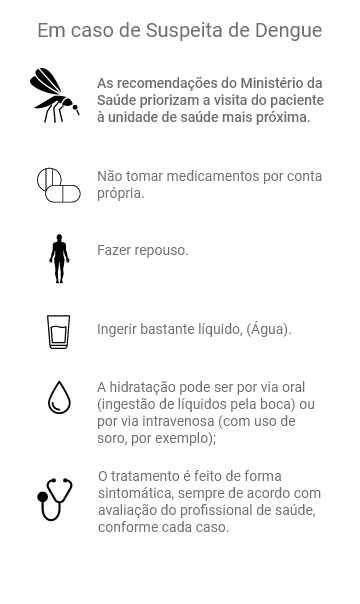 Em caso de Suspeita de Dengue
As recomendações do Ministério da
Saúde priorizam a visita do paciente
à unidade de saúde mais próxima.
Não tomar medicamentos por conta
própria.
Fazer repouso.
Ingerir bastante líquido, (Água).
A hidratação pode ser por via oral
(ingestão de líquidos pela boca) ou
por via intravenosa (com uso de
soro, por exemplo);
O tratamento é feito de forma
sintomática, sempre de acordo com
avaliação do profissional de saúde,
conforme cada caso.